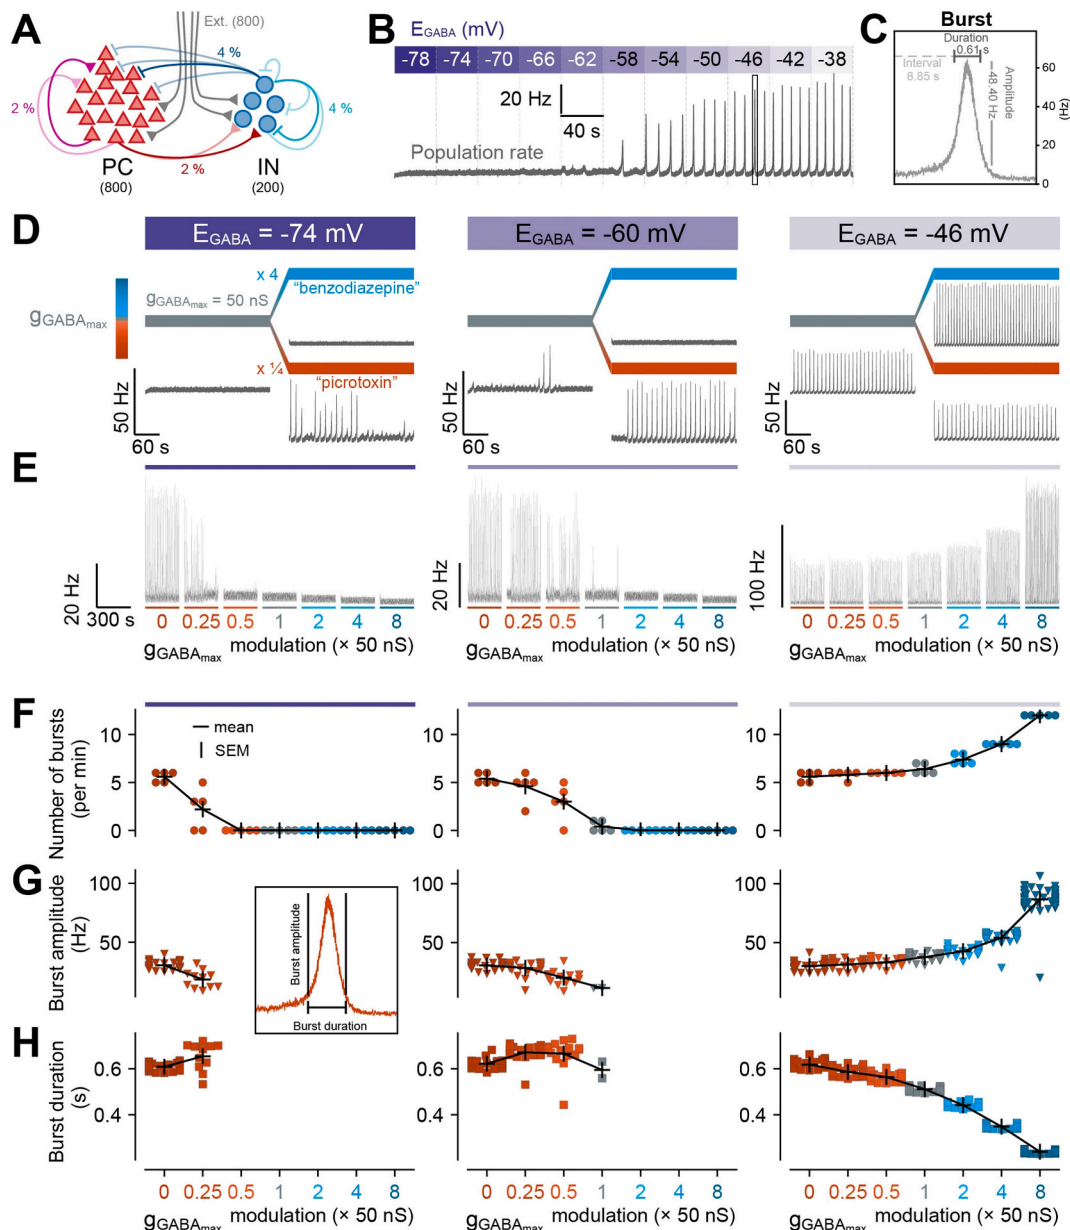 A
Ext. (800)
4 %
2 %
4 %
PC
(800)
2 %
IN
(200)
B
EGABA (mV)
-78 -74 -70 -66 -62 -58 -54 -50 -46 -42 -38
20 Hz
40 s
Population rate
C
Burst
Duration
0.61 s
Interval
8.85 s
Amplitude
48.40 Hz
60
40
20
0
(Hz)
D
EGABA = -74 mV
EGABA = -60 mV
EGABA = -46 mV
x 4
"benzodiazepine"
gGABAmax = 50 nS
gGABAmax
x ¼
"picrotoxin"
50 Hz
60 s
50 Hz
60 s
50 Hz
60 s
E
20 Hz
300 s
0 0.25 0.5 1 2 4 8
gGABAmax modulation (× 50 nS)
20 Hz
0 0.25 0.5 1 2 4 8
gGABAmax modulation (× 50 nS)
100 Hz
0 0.25 0.5 1 2 4 8
gGABAmax modulation (× 50 nS)
F
Number of bursts
(per min)
10
5
0
mean
SEM
10
5
0
10
5
0
G
Burst amplitude
(Hz)
100
50
Burst amplitude
Burst duration
100
50
100
50
H
Burst duration
(s)
0.6
0.4
0.6
0.4
0.6
0.4
0 0.25 0.5 1 2 4 8
gGABAmax modulation (× 50 nS)
0 0.25 0.5 1 2 4 8
gGABAmax modulation (× 50 nS)
0 0.25 0.5 1 2 4 8
gGABAmax modulation (× 50 nS)